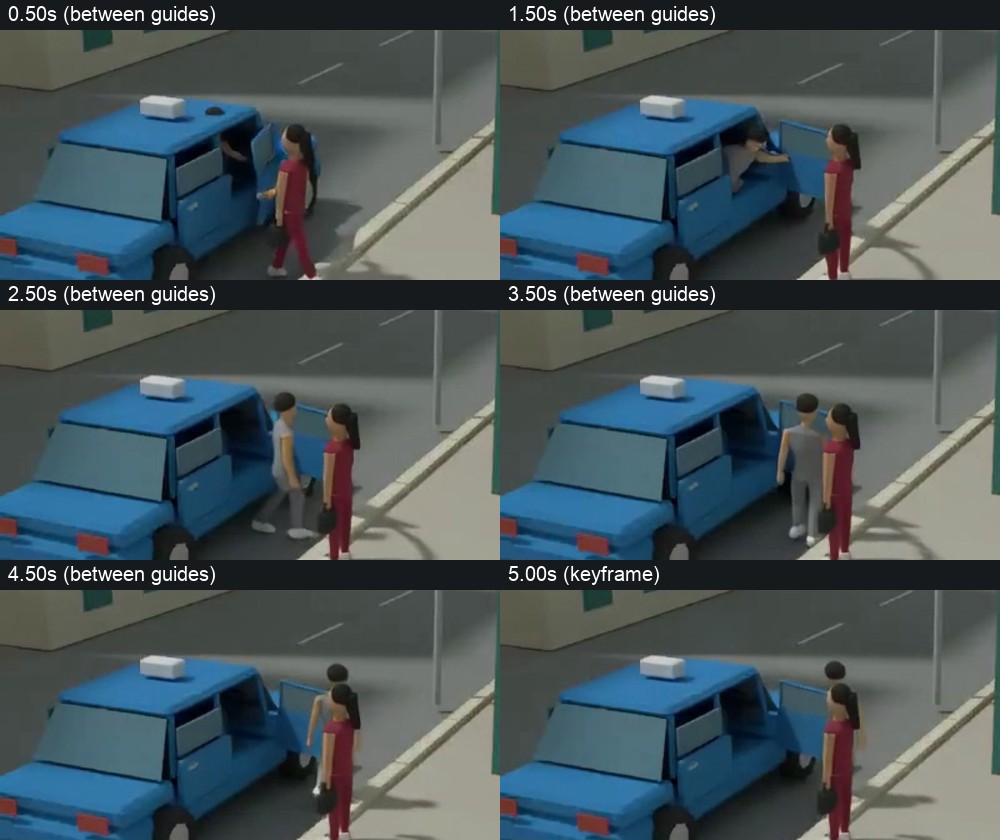 0.50s (between guides)
1.50s (between guides)
2.50s (between guides)
3.50s (between guides)
4.50s (between guides)
5.00s (keyframe)